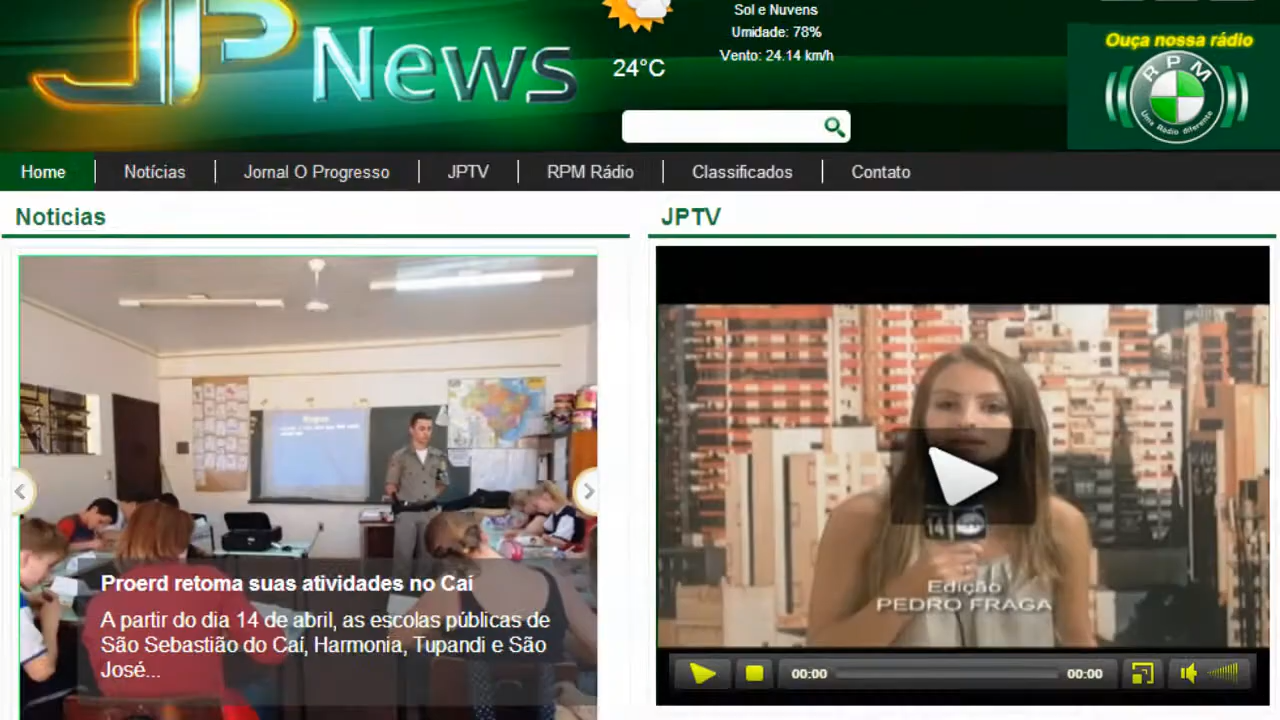 JP News
24°C
Sol e Nuvens
Umidade: 78%
Vento: 24.14 km/h
Ouça nossa rádio
RPM
Uma Rádio diferente
Home
Notícias
Jornal O Progresso
JPTV
RPM Rádio
Classificados
Contato
Noticias
JPTV
Proerd retoma suas atividades no Caí
A partir do dia 14 de abril, as escolas públicas de
São Sebastião do Caí, Harmonia, Tupandi e São
José...
Edição
PEDRO FRAGA
00:00
00:00